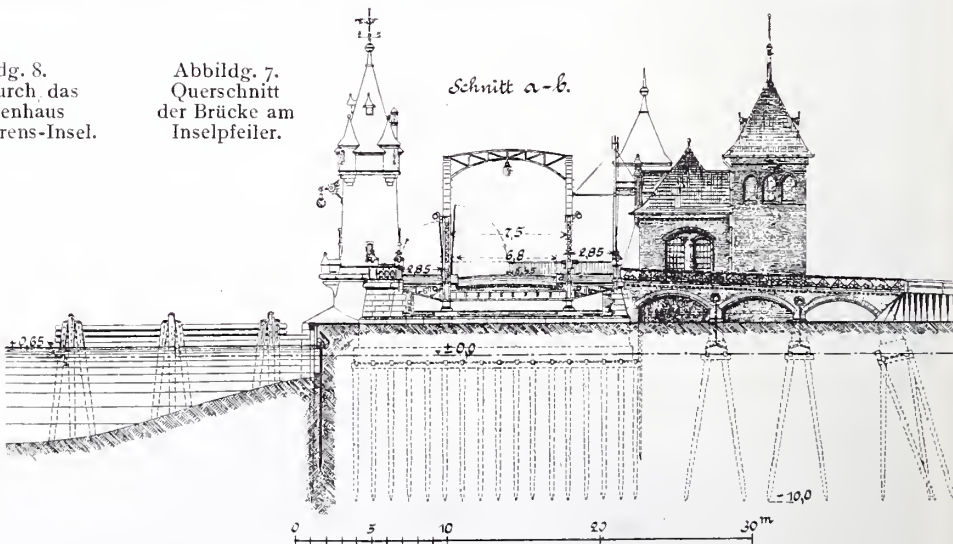 dg. 8.
urch das
enhaus
rens-Insel.
Abbildg. 7.
Querschnitt
der Brücke am
Inselpfeiler.
Schnitt a-b.
7,5
2,85
6,8
2,85
±0,65
±0,0
-10,0
0 5 10 20 30 m